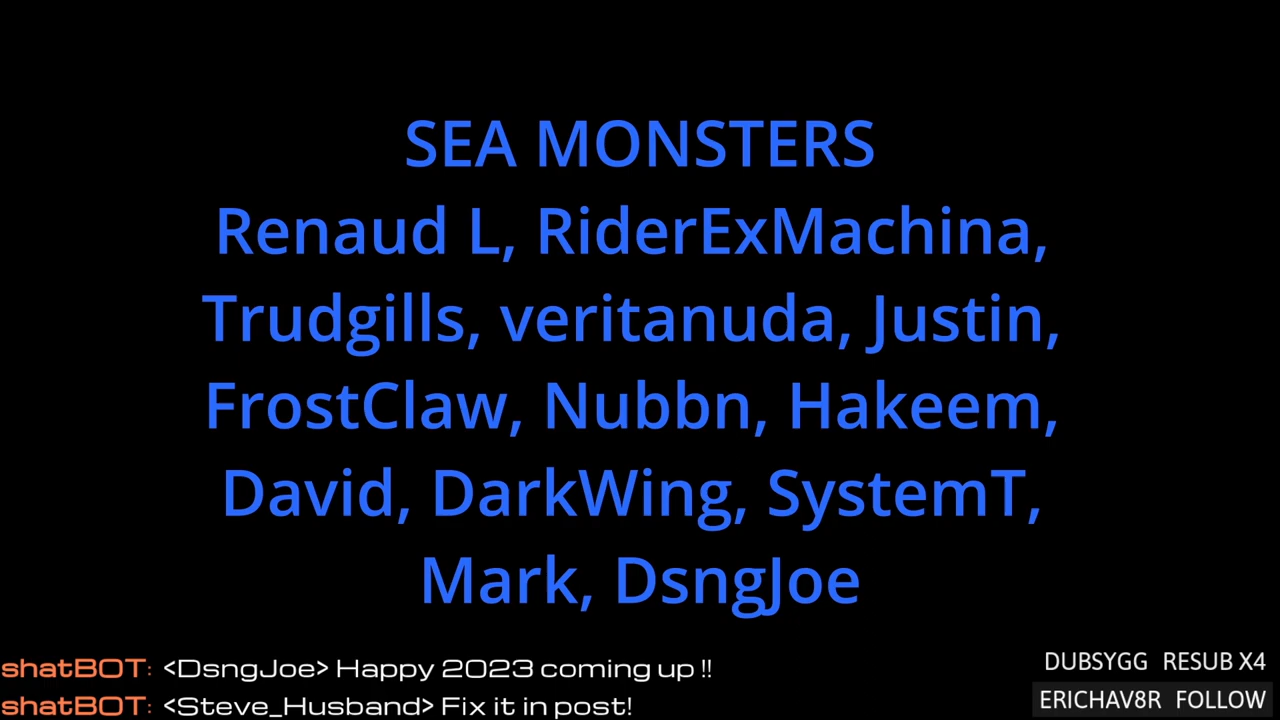 SEA MONSTERS
Renaud L, RiderExMachina,
Trudgills, veritanuda, Justin,
FrostClaw, Nubbn, Hakeem,
David, DarkWing, SystemT,
Mark, DsngJoe
shatBOT: <DsngJoe> Happy 2023 coming up !!
shatBOT: <Steve_Husband> Fix it in post!
DUBSYGG RESUB X4
ERICHAV8R FOLLOW